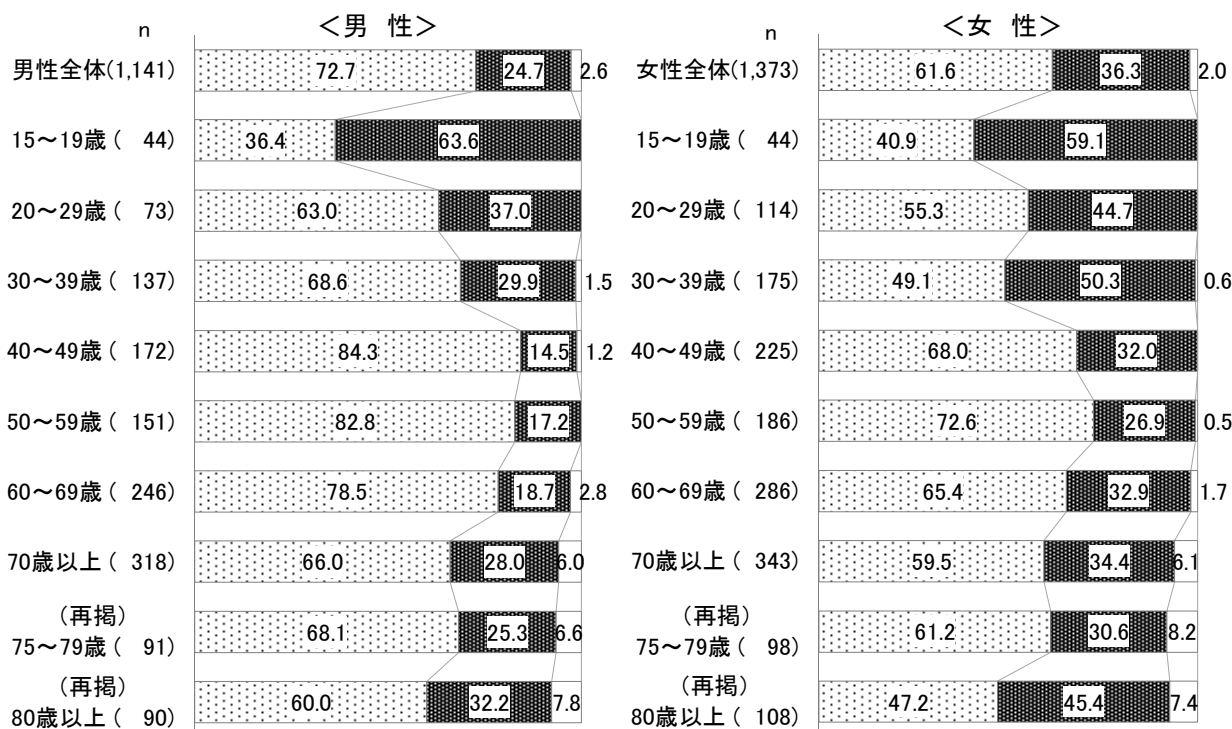 n ＜男 性＞
男性全体(1,141) 72.7 24.7 2.6
15～19歳 ( 44) 36.4 63.6
20～29歳 ( 73) 63.0 37.0
30～39歳 ( 137) 68.6 29.9 1.5
40～49歳 ( 172) 84.3 14.5 1.2
50～59歳 ( 151) 82.8 17.2
60～69歳 ( 246) 78.5 18.7 2.8
70歳以上 ( 318) 66.0 28.0 6.0
(再掲)
75～79歳 ( 91) 68.1 25.3 6.6
(再掲)
80歳以上 ( 90) 60.0 32.2 7.8
n ＜女 性＞
女性全体(1,373) 61.6 36.3 2.0
15～19歳 ( 44) 40.9 59.1
20～29歳 ( 114) 55.3 44.7
30～39歳 ( 175) 49.1 50.3 0.6
40～49歳 ( 225) 68.0 32.0
50～59歳 ( 186) 72.6 26.9 0.5
60～69歳 ( 286) 65.4 32.9 1.7
70歳以上 ( 343) 59.5 34.4 6.1
(再掲)
75～79歳 ( 98) 61.2 30.6 8.2
(再掲)
80歳以上 ( 108) 47.2 45.4 7.4